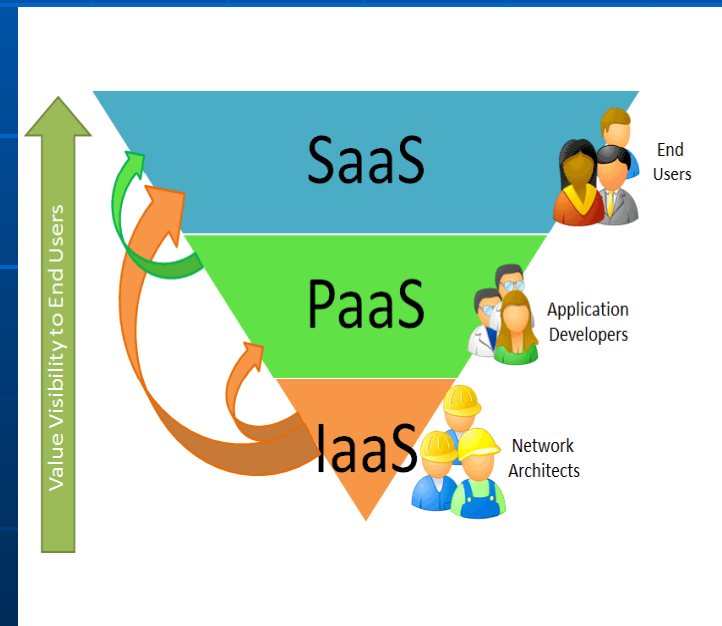 Value Visibility to End Users
SaaS
End
Users
PaaS
Application
Developers
IaaS
Network
Architects